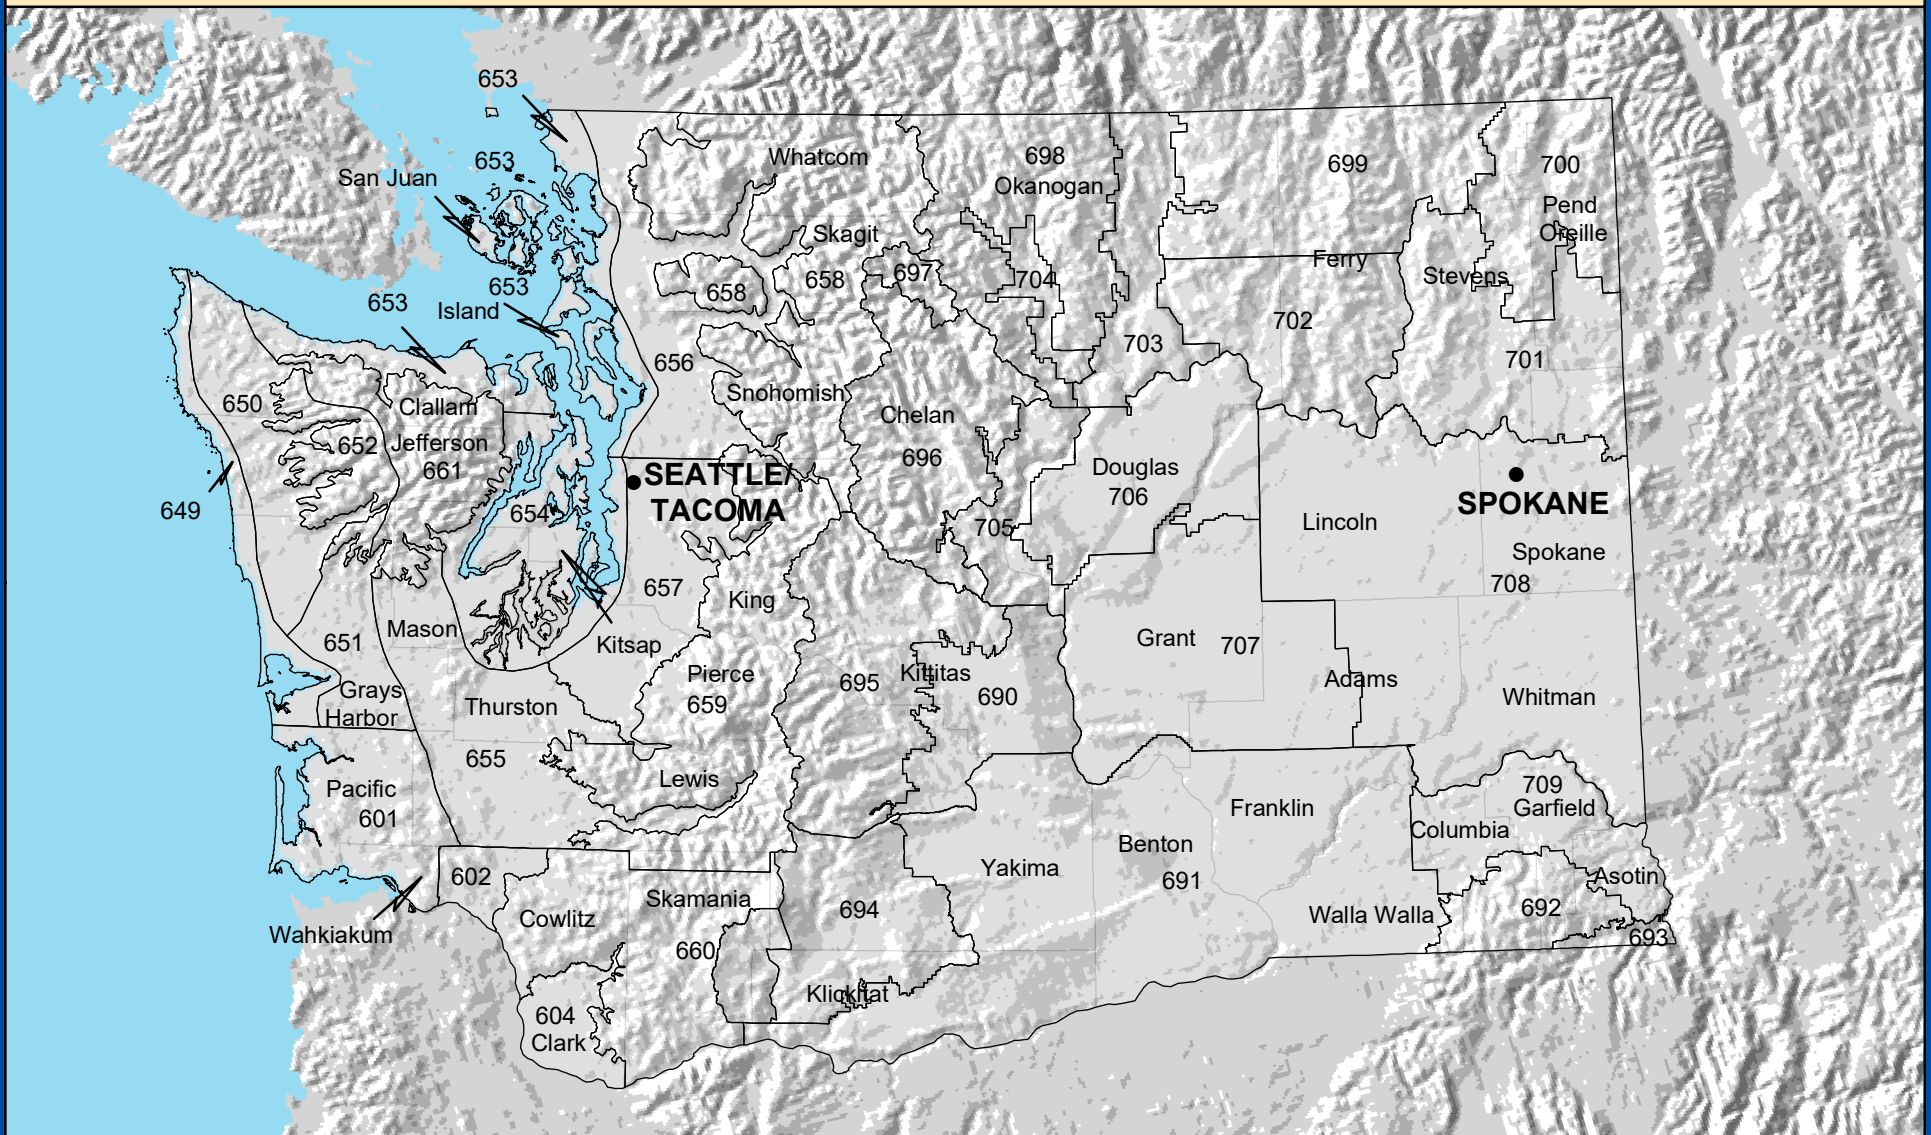 653
653
San Juan
Whatcom
698
Okanogan
699
700
Pend
Oreille
Skagit
653
Island
653
658
658
697
704
Ferry
Stevens
702
703
701
656
650
Clallam
652
Jefferson
661
Snohomish
Chelan
696
Douglas
706
649
654
SEATTLE/
TACOMA
705
Lincoln
SPOKANE
Spokane
708
657
King
651
Mason
Kitsap
Grant
707
Grays
Harbor
Thurston
Pierce
659
695
Kittitas
690
Adams
Whitman
655
Lewis
Pacific
601
709
Garfield
Franklin
Columbia
Benton
691
Yakima
602
Wahkiakum
Cowlitz
Skamania
660
694
Walla Walla
Asotin
692
693
Klickitat
604
Clark